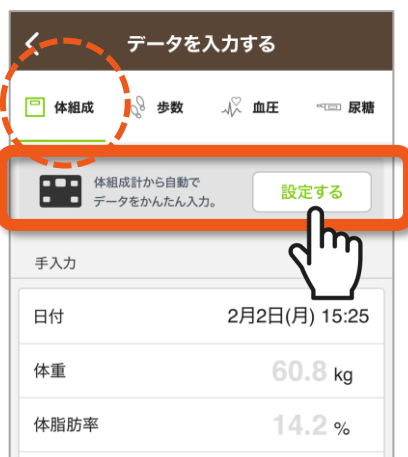 データを入力する
体組成 歩数 血圧 尿糖
体組成計から自動で
データをかんたん入力。
設定する
手入力
日付 2月2日(月) 15:25
体重 60.8 kg
体脂肪率 14.2 %